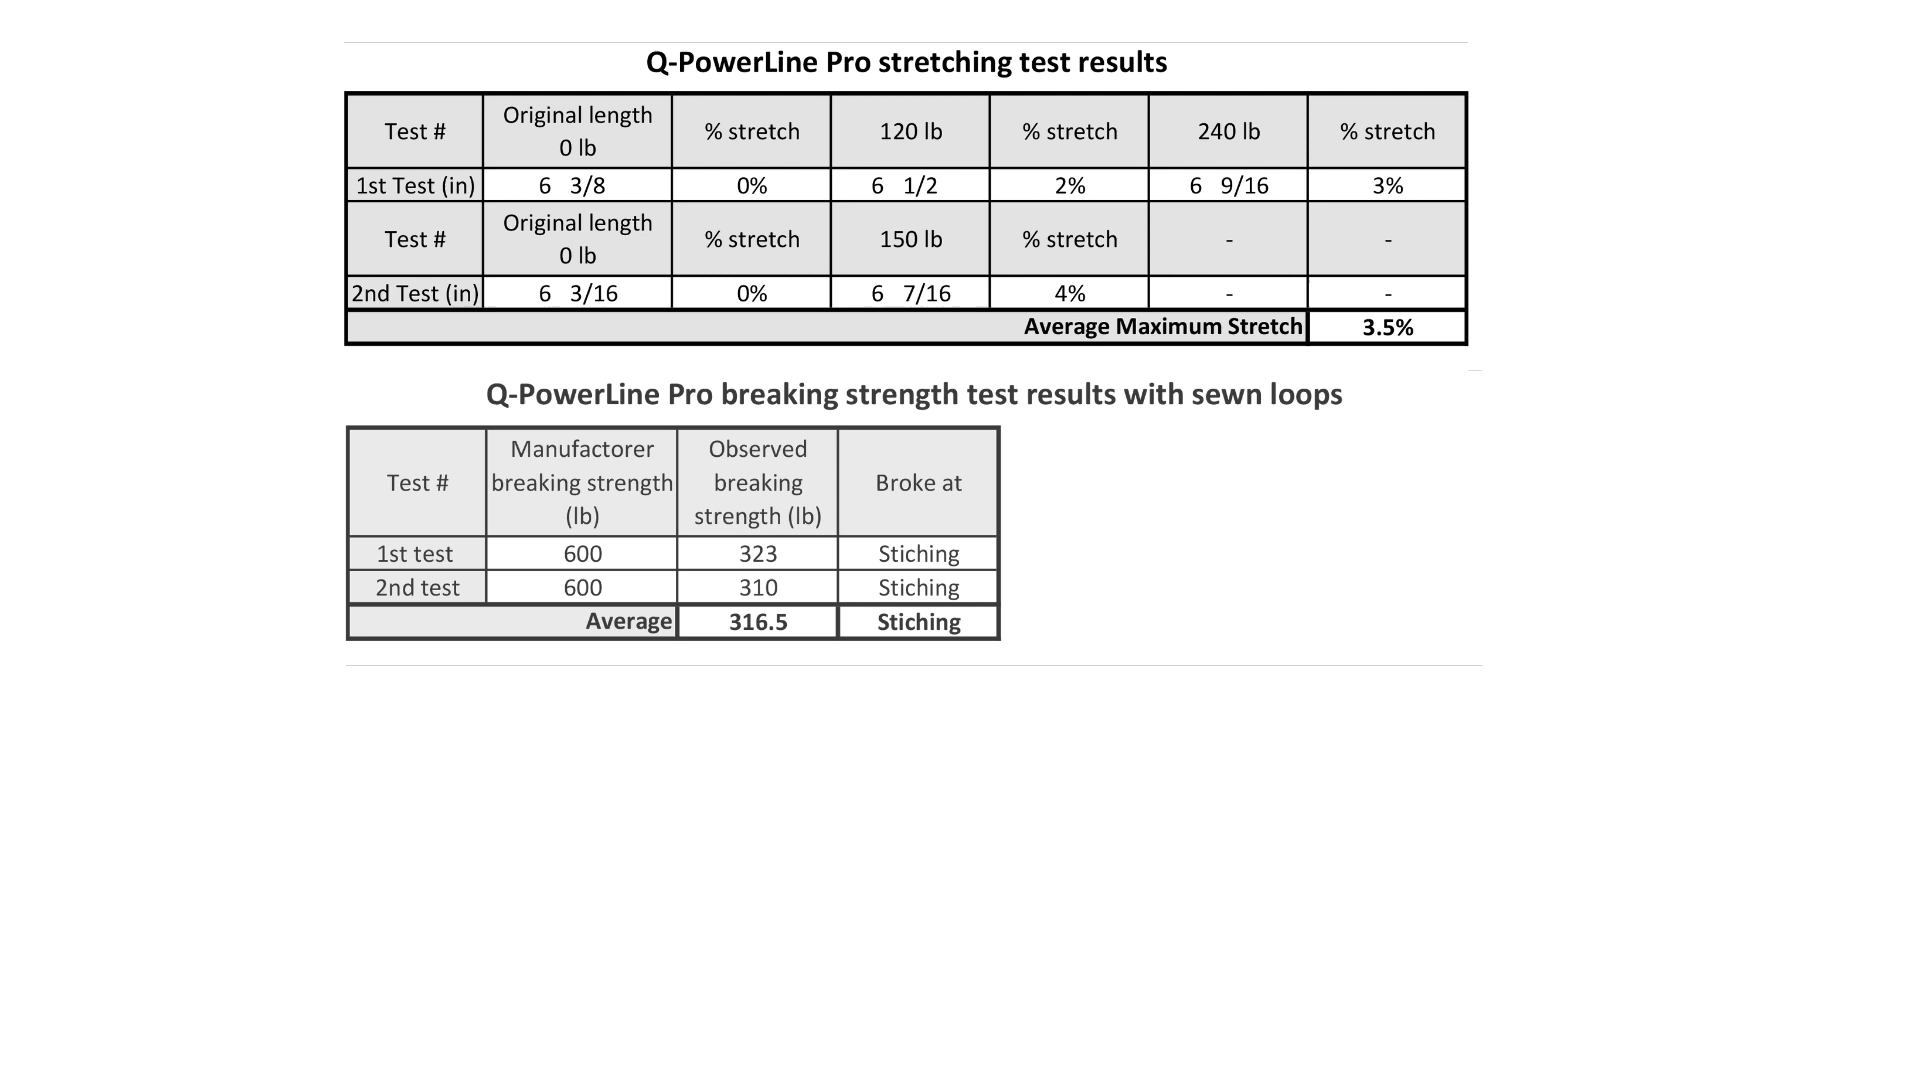 Q-PowerLine Pro stretching test results
Test # Original length 0 lb % stretch 120 lb % stretch 240 lb % stretch
1st Test (in) 6 3/8 0% 6 1/2 2% 6 9/16 3%
Test # Original length 0 lb % stretch 150 lb % stretch - -
2nd Test (in) 6 3/16 0% 6 7/16 4% - -
Average Maximum Stretch 3.5%
Q-PowerLine Pro breaking strength test results with sewn loops
Test # Manufactorer breaking strength (lb) Observed breaking strength (lb) Broke at
1st test 600 323 Stiching
2nd test 600 310 Stiching
Average 316.5 Stiching